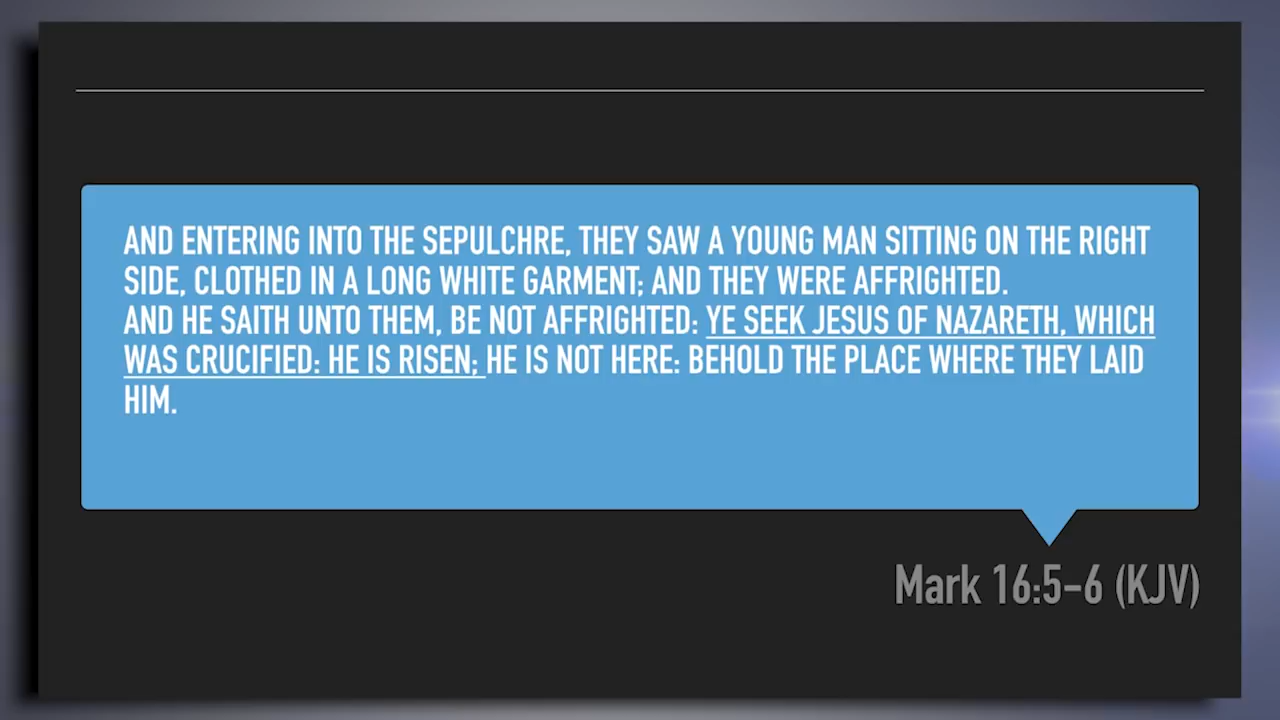 AND ENTERING INTO THE SEPULCHRE, THEY SAW A YOUNG MAN SITTING ON THE RIGHT
SIDE, CLOTHED IN A LONG WHITE GARMENT; AND THEY WERE AFFRIGHTED.
AND HE SAITH UNTO THEM, BE NOT AFFRIGHTED: YE SEEK JESUS OF NAZARETH, WHICH
WAS CRUCIFIED: HE IS RISEN; HE IS NOT HERE: BEHOLD THE PLACE WHERE THEY LAID
HIM.
Mark 16:5-6 (KJV)